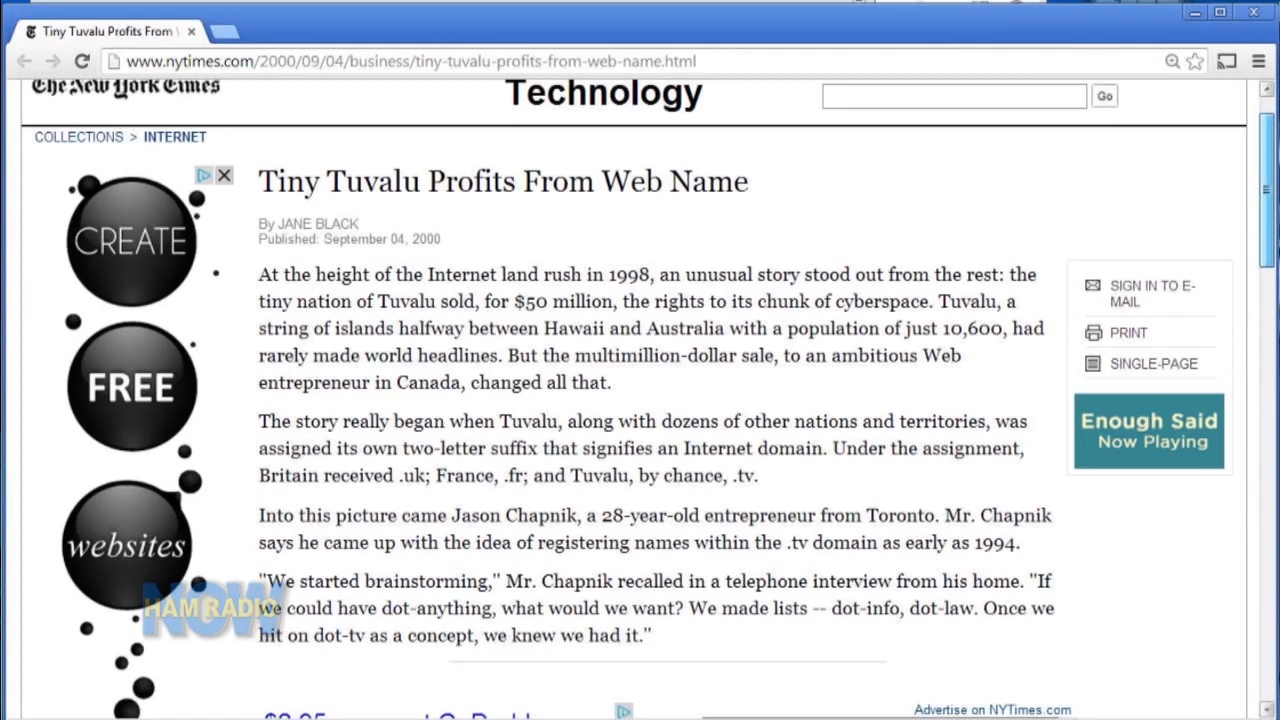 Tiny Tuvalu Profits From
www.nytimes.com/2000/09/04/business/tiny-tuvalu-profits-from-web-name.html
The New York Times
Technology
Go
COLLECTIONS > INTERNET
CREATE
FREE
websites
Tiny Tuvalu Profits From Web Name
By JANE BLACK
Published: September 04, 2000
At the height of the Internet land rush in 1998, an unusual story stood out from the rest: the
tiny nation of Tuvalu sold, for $50 million, the rights to its chunk of cyberspace. Tuvalu, a
string of islands halfway between Hawaii and Australia with a population of just 10,600, had
rarely made world headlines. But the multimillion-dollar sale, to an ambitious Web
entrepreneur in Canada, changed all that.
The story really began when Tuvalu, along with dozens of other nations and territories, was
assigned its own two-letter suffix that signifies an Internet domain. Under the assignment,
Britain received .uk; France, .fr; and Tuvalu, by chance, .tv.
Into this picture came Jason Chapnik, a 28-year-old entrepreneur from Toronto. Mr. Chapnik
says he came up with the idea of registering names within the .tv domain as early as 1994.
"We started brainstorming," Mr. Chapnik recalled in a telephone interview from his home. "If
we could have dot-anything, what would we want? We made lists -- dot-info, dot-law. Once we
hit on dot-tv as a concept, we knew we had it."
SIGN IN TO E-
MAIL
PRINT
SINGLE-PAGE
Enough Said
Now Playing
HAM RADIO
NOW
Advertise on NYTimes.com